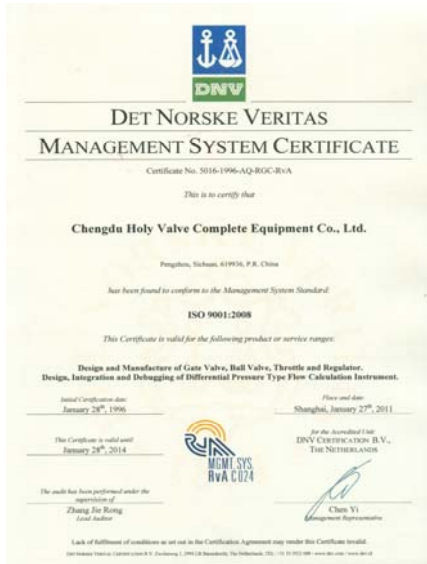 DNV
DET NORSKE VERITAS
MANAGEMENT SYSTEM CERTIFICATE
Certificate No. 5016-1996-AQ-RGC-RvA
This is to certify that
Chengdu Holy Valve Complete Equipment Co., Ltd.
Pengzhou, Sichuan, 619936, P.R. China
has been found to conform to the Management System Standard:
ISO 9001:2008
This Certificate is valid for the following product or service ranges:
Design and Manufacture of Gate Valve, Ball Valve, Throttle and Regulator.
Design, Integration and Debugging of Differential Pressure Type Flow Calculation Instrument.
Initial Certification date:
January 28th, 1996
Place and date:
Shanghai, January 27th, 2011
This Certificate is valid until:
January 28th, 2014
for the Accredited Unit:
DNV CERTIFICATION B.V.,
THE NETHERLANDS
RvA
MGMT. SYS.
RvA C024
The audit has been performed under the
supervision of
Zhang Jie Rong
Lead Auditor
Chen Yi
Management Representative
Lack of fulfilment of conditions as set out in the Certification Agreement may render this Certificate invalid.